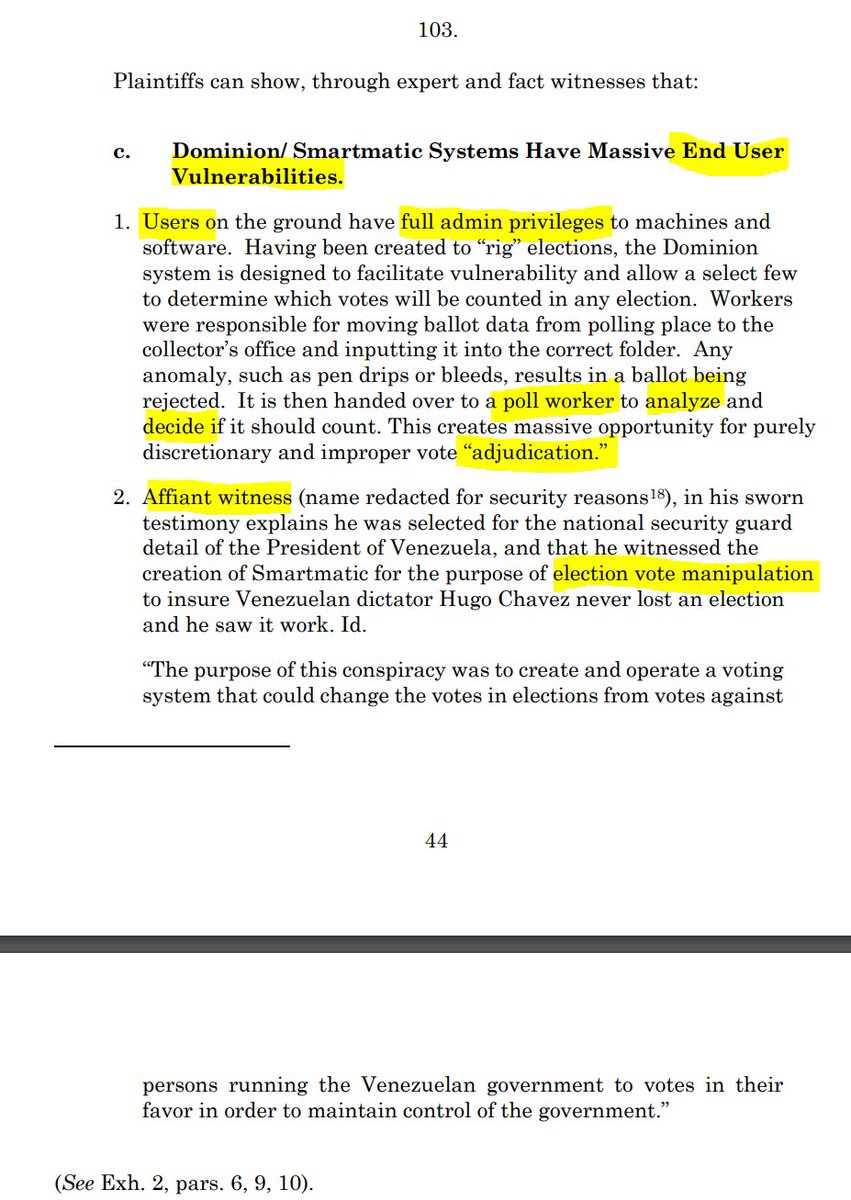 103.
Plaintiffs can show, through expert and fact witnesses that:
c. Dominion/ Smartmatic Systems Have Massive End User
Vulnerabilities.
1. Users on the ground have full admin privileges to machines and
software. Having been created to “rig” elections, the Dominion
system is designed to facilitate vulnerability and allow a select few
to determine which votes will be counted in any election. Workers
were responsible for moving ballot data from polling place to the
collector’s office and inputting it into the correct folder. Any
anomaly, such as pen drips or bleeds, results in a ballot being
rejected. It is then handed over to a poll worker to analyze and
decide if it should count. This creates massive opportunity for purely
discretionary and improper vote “adjudication.”
2. Affiant witness (name redacted for security reasons18), in his sworn
testimony explains he was selected for the national security guard
detail of the President of Venezuela, and that he witnessed the
creation of Smartmatic for the purpose of election vote manipulation
to insure Venezuelan dictator Hugo Chavez never lost an election
and he saw it work. Id.
“The purpose of this conspiracy was to create and operate a voting
system that could change the votes in elections from votes against
44
persons running the Venezuelan government to votes in their
favor in order to maintain control of the government.”
(See Exh. 2, pars. 6, 9, 10).